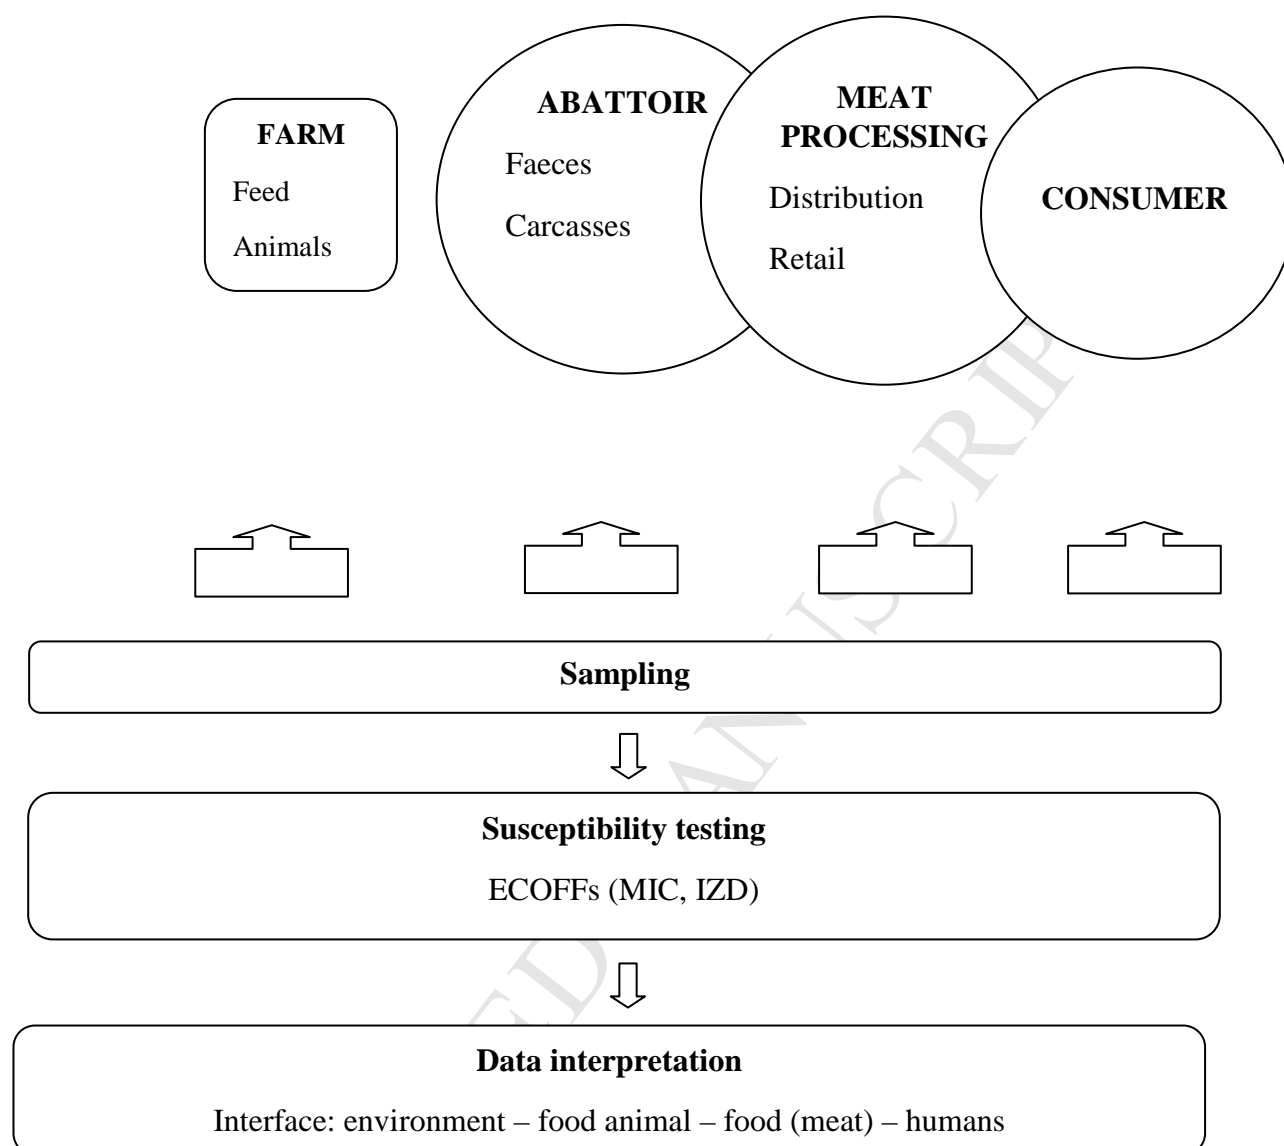 FARM
Feed
Animals
ABATTOIR
Faeces
Carcasses
MEAT
PROCESSING
Distribution
Retail
CONSUMER
Sampling
Susceptibility testing
ECOFFs (MIC, IZD)
Data interpretation
Interface: environment – food animal – food (meat) – humans